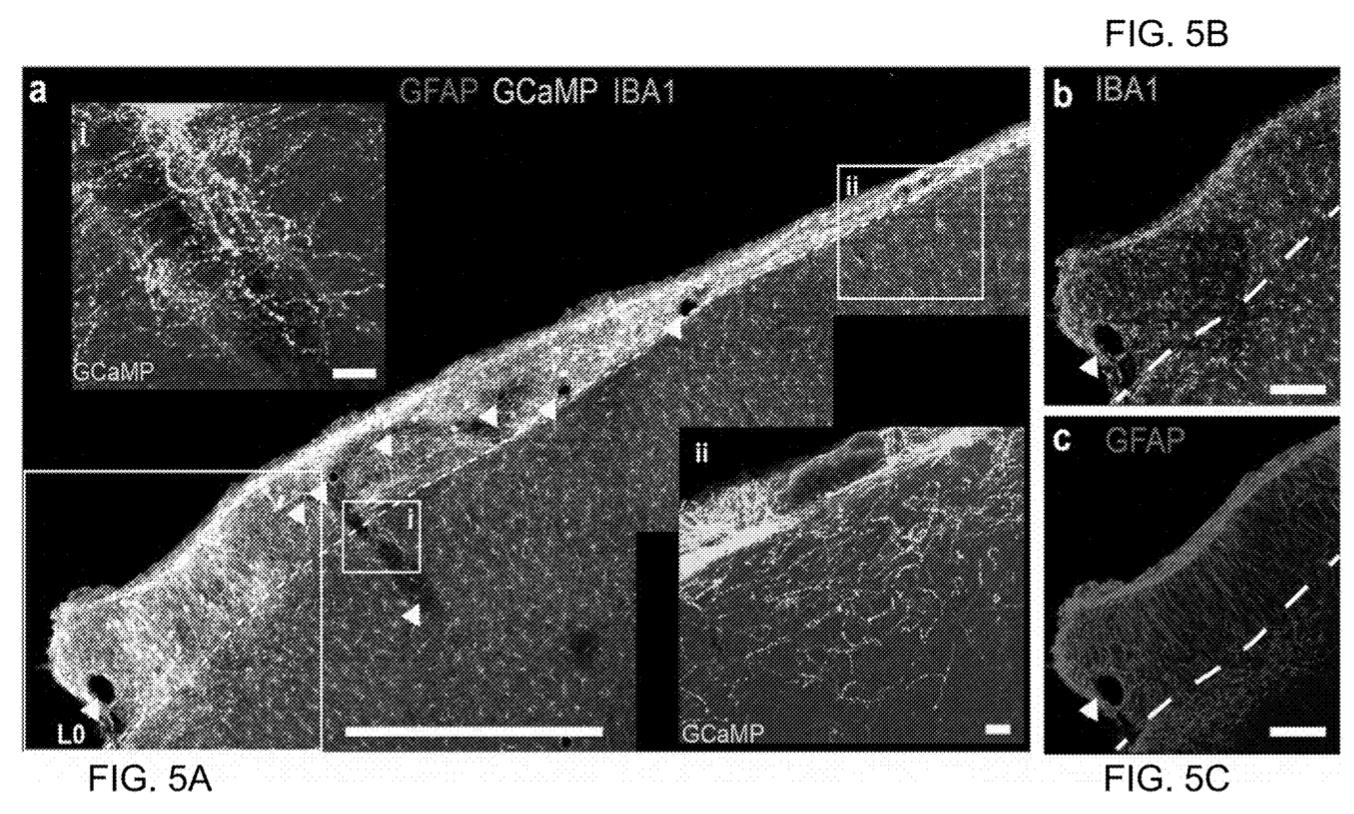 FIG. 5B
a
GFAP GCaMP IBA1
i
GCaMP
ii
i
ii
GCaMP
L0
FIG. 5A
b
IBA1
c
GFAP
FIG. 5C